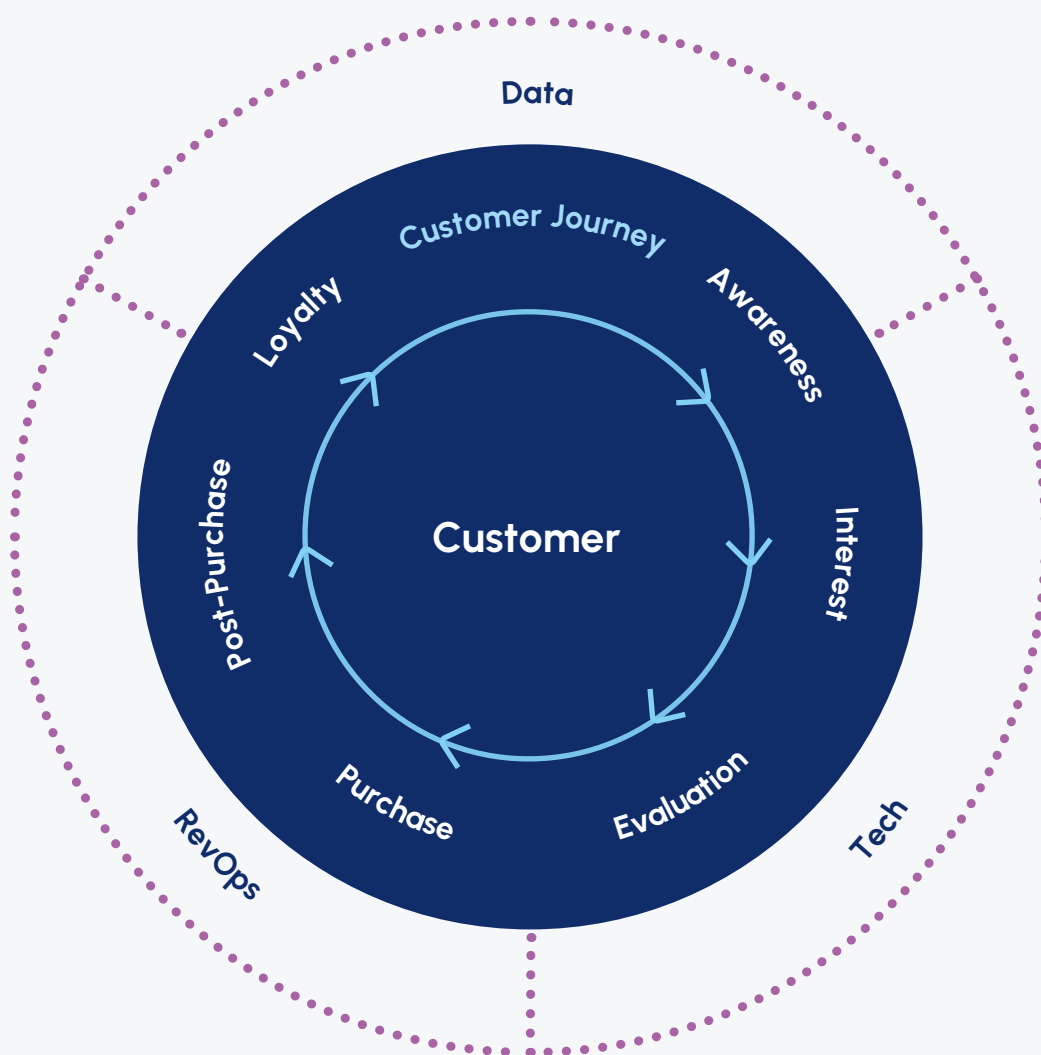 Data
Customer Journey
Awareness
Interest
Evaluation
Purchase
Post-Purchase
Loyalty
Customer
Tech
RevOps